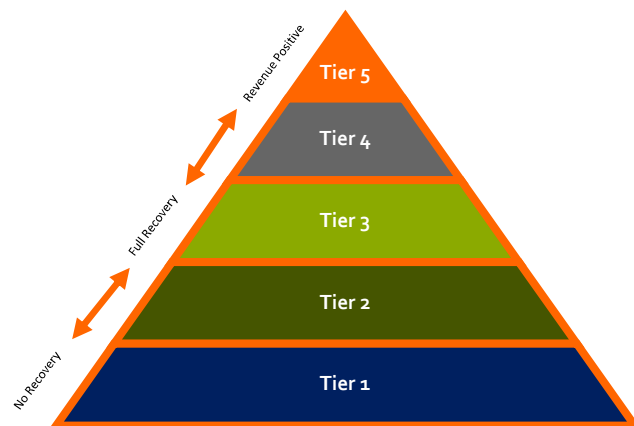 Revenue Positive
Tier 5
Tier 4
Full Recovery
Tier 3
Tier 2
No Recovery
Tier 1